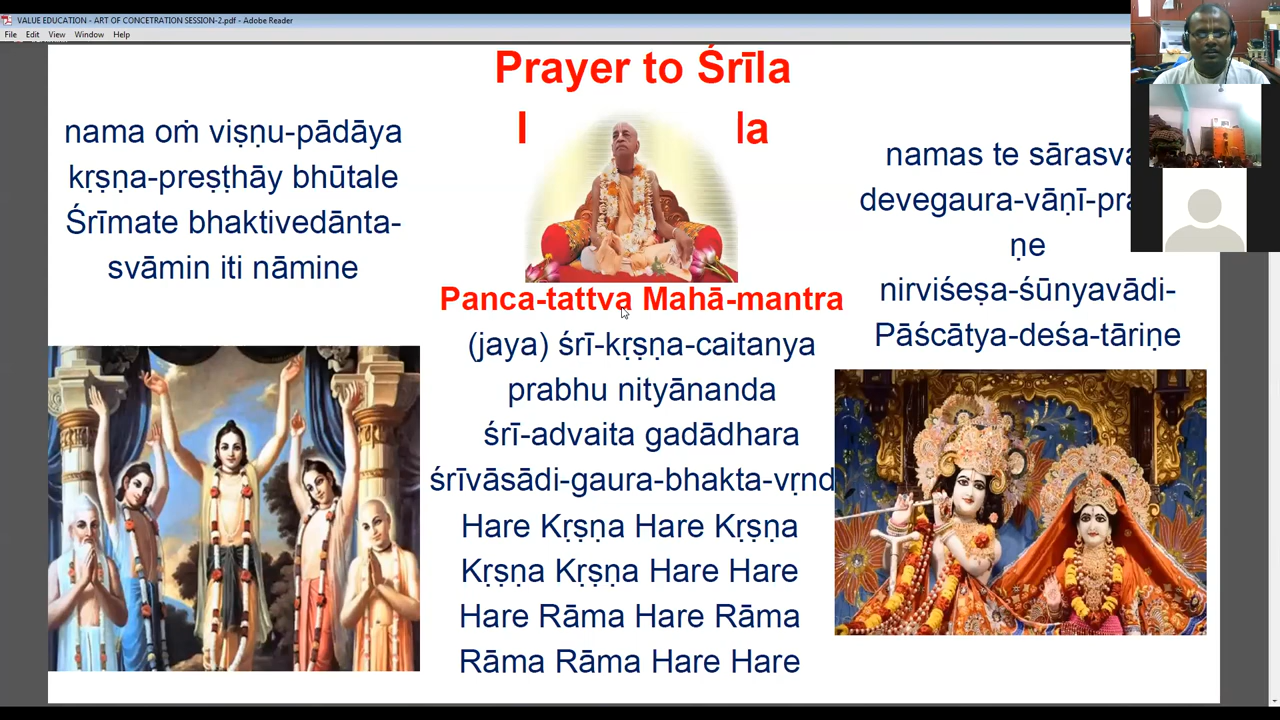 VALUE EDUCATION - ART OF CONCETRATION SESSION-2.pdf - Adobe Reader
File Edit View Window Help
Prayer to Śrīla
nama oṁ viṣṇu-pādāya
kṛṣṇa-preṣṭhāy bhūtale
Śrīmate bhaktivedānta-
svāmin iti nāmine
namas te sārasva
devegaura-vāṇī-pra
ṇe
nirviśeṣa-śūnyavādi-
Pāścātya-deśa-tāriṇe
Panca-tattva Mahā-mantra
(jaya) śrī-kṛṣṇa-caitanya
prabhu nityānanda
śrī-advaita gadādhara
śrīvāsādi-gaura-bhakta-vṛnd
Hare Kṛṣṇa Hare Kṛṣṇa
Kṛṣṇa Kṛṣṇa Hare Hare
Hare Rāma Hare Rāma
Rāma Rāma Hare Hare